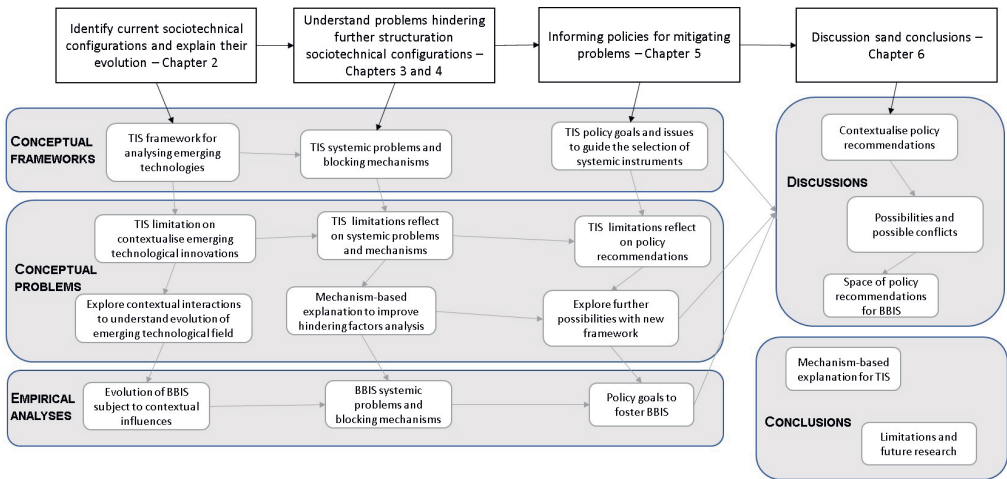 Identify current sociotechnical
configurations and explain their
evolution – Chapter 2
Understand problems hindering
further structuration
sociotechnical configurations –
Chapters 3 and 4
Informing policies for mitigating
problems – Chapter 5
Discussion sand conclusions –
Chapter 6
CONCEPTUAL
FRAMEWORKS
TIS framework for
analysing emerging
technologies
TIS systemic problems and
blocking mechanisms
TIS policy goals and issues
to guide the selection of
systemic instruments
CONCEPTUAL
PROBLEMS
TIS limitation on
contextualise emerging
technological innovations
TIS limitations reflect
on systemic problems
and mechanisms
TIS limitations reflect
on policy
recommendations
Explore contextual interactions
to understand evolution of
emerging technological field
Mechanism-based
explanation to improve
hindering factors analysis
Explore further
possibilities with new
framework
EMPIRICAL
ANALYSES
Evolution of BBIS
subject to contextual
influences
BBIS systemic
problems and
blocking mechanisms
Policy goals to
foster BBIS
Contextualise policy
recommendations
DISCUSSIONS
Possibilities and
possible conflicts
Space of policy
recommendations
for BBIS
Mechanism-based
explanation for TIS
CONCLUSIONS
Limitations and
future research